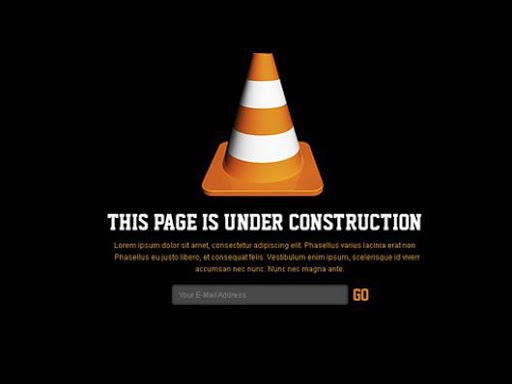 THIS PAGE IS UNDER CONSTRUCTION
Lorem ipsum dolor sit amet, consectetur adipiscing elit. Phasellus varius lacinia erat non
Phasellus eu justo libero, et consequat felis. Vestibulum enim ipsum, scelerisque id viverr
accumsan nec nunc. Nunc nec magna ante.
Your E-Mail Address
GO